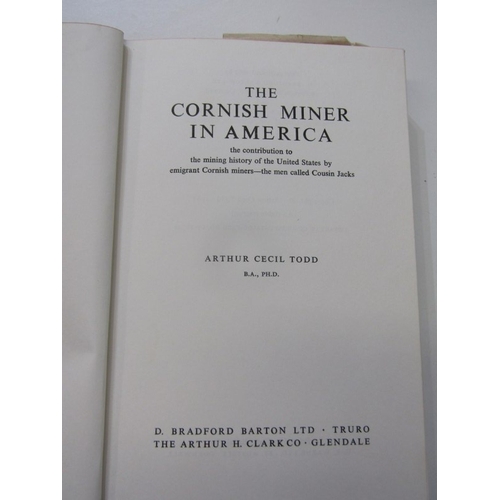 THE
CORNISH MINER
IN AMERICA
the contribution to
the mining history of the United States by
emigrant Cornish miners—the men called Cousin Jacks
ARTHUR CECIL TODD
B.A., PH.D.
D. BRADFORD BARTON LTD · TRURO
THE ARTHUR H. CLARK CO · GLENDALE